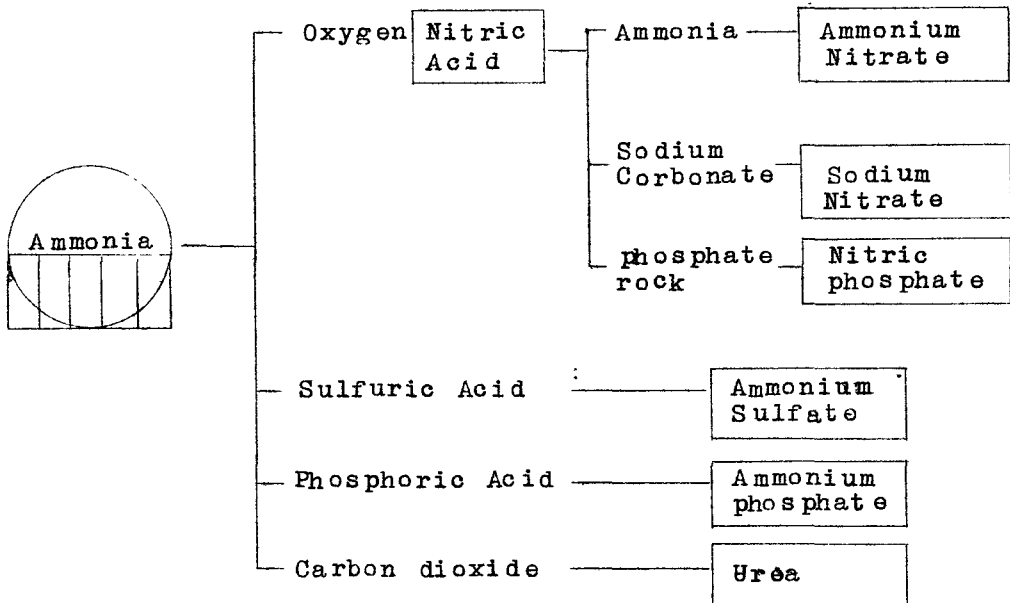 Oxygen
Nitric
Acid
Ammonia
Ammonium
Nitrate
Ammonia
Sodium
Corbonate
Sodium
Nitrate
phosphate
rock
Nitric
phosphate
Sulfuric Acid
Ammonium
Sulfate
Phosphoric Acid
Ammonium
phosphate
Carbon dioxide
Urea